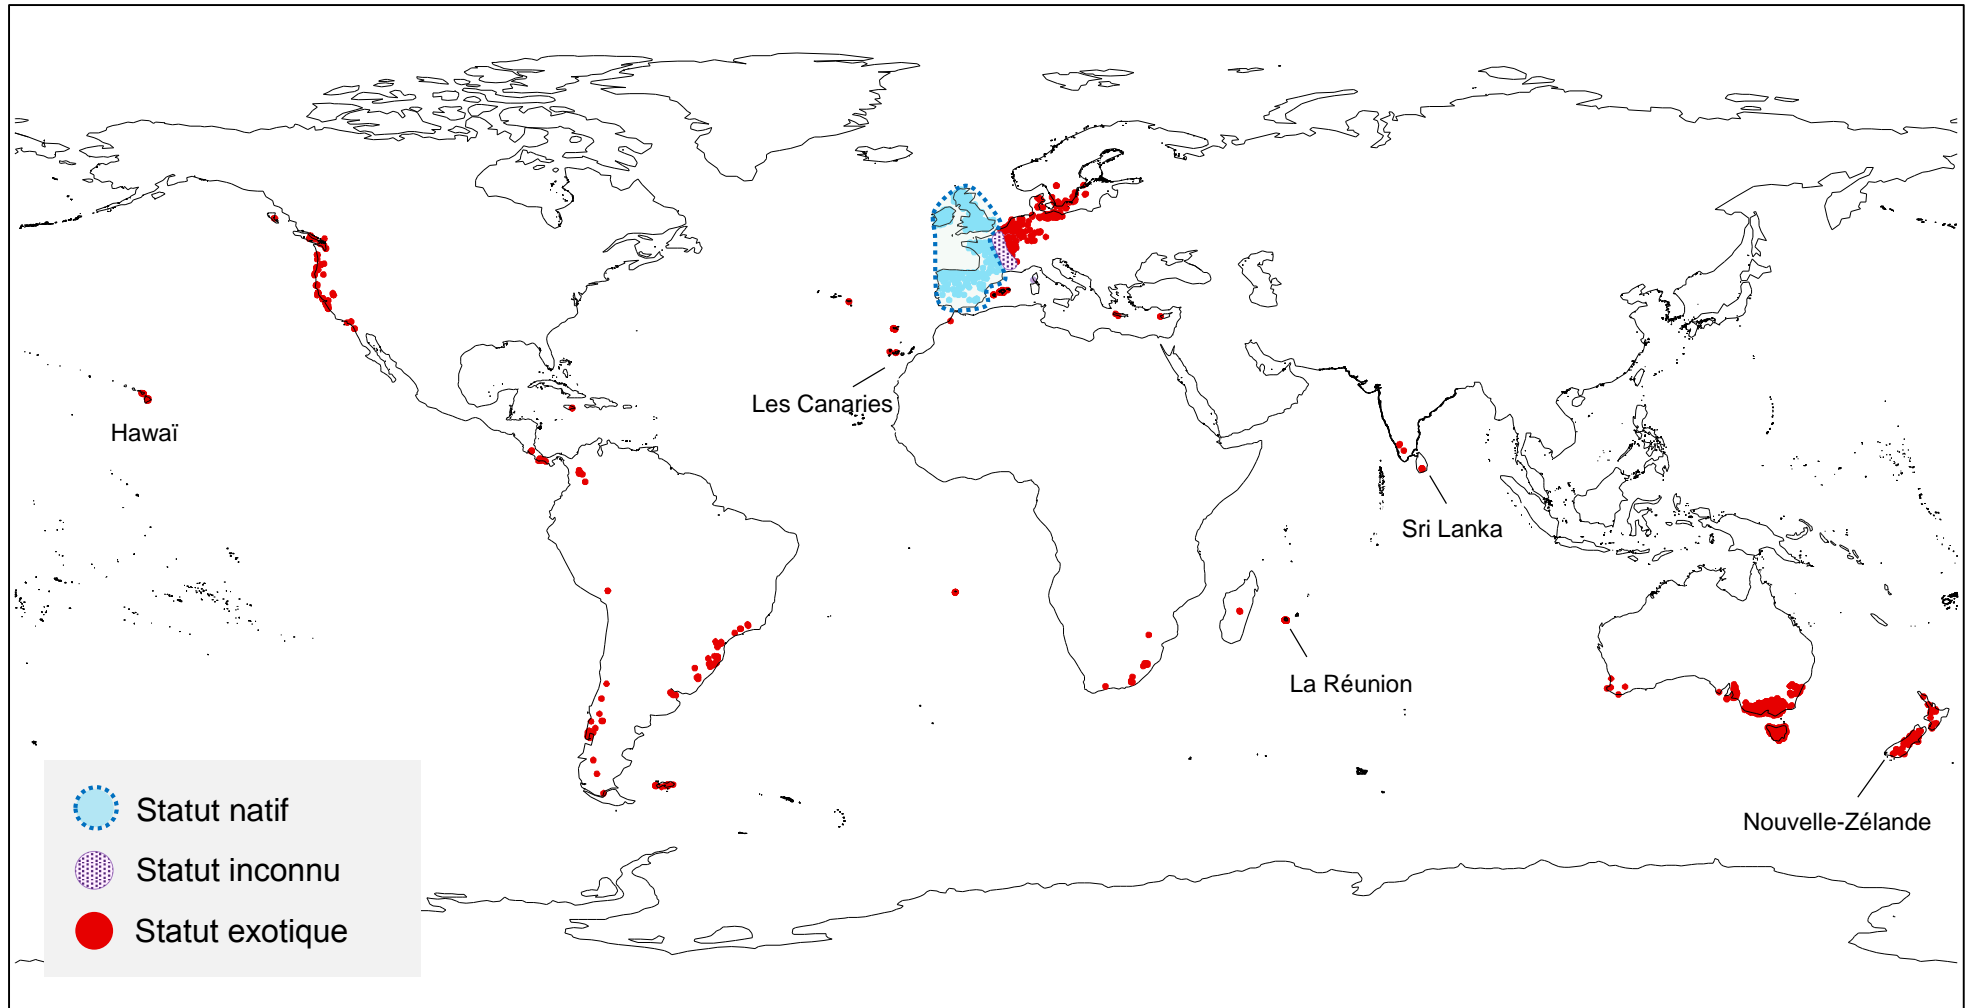 Les Canaries
Hawaï
Sri Lanka
La Réunion
Nouvelle-Zélande
Statut natif
Statut inconnu
Statut exotique